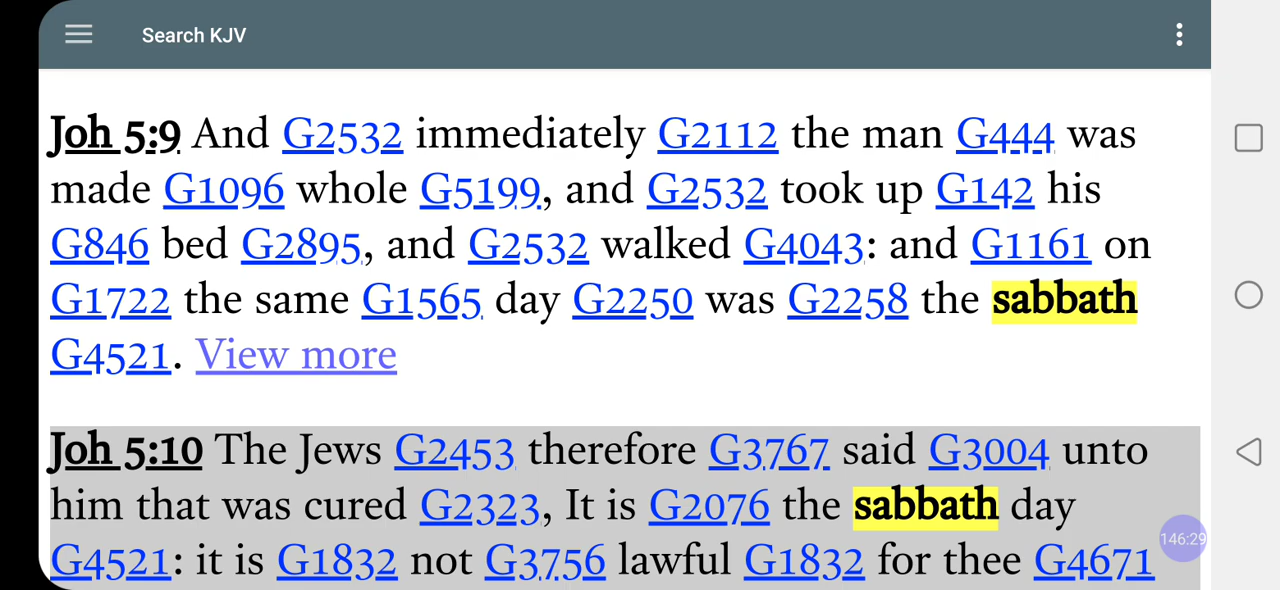 Search KJV
Joh 5:9 And G2532 immediately G2112 the man G444 was
made G1096 whole G5199, and G2532 took up G142 his
G846 bed G2895, and G2532 walked G4043: and G1161 on
G1722 the same G1565 day G2250 was G2258 the sabbath
G4521. View more
Joh 5:10 The Jews G2453 therefore G3767 said G3004 unto
him that was cured G2323, It is G2076 the sabbath day
G4521: it is G1832 not G3756 lawful G1832 for thee G4671
146:29